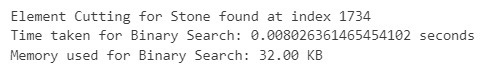 Element Cutting for Stone found at index 1734
Time taken for Binary Search: 0.008026361465454102 seconds
Memory used for Binary Search: 32.00 KB